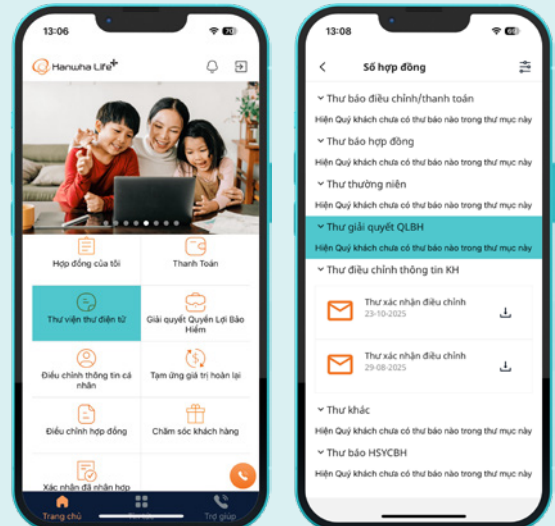 13:06
70
Hanwha Life+
Hợp đồng của tôi
Thanh Toán
Thư viện thư điện tử
Giải quyết Quyền Lợi Bảo
Hiểm
Điều chỉnh thông tin cá
nhân
Tạm ứng giá trị hoàn lại
Điều chỉnh hợp đồng
Chăm sóc khách hàng
Xác nhận đã nhận hợp
Trang chủ
Tin tức
Trợ giúp
13:08
69
Số hợp đồng
Thư báo điều chỉnh/thanh toán
Hiện Quý khách chưa có thư báo nào trong thư mục này
Thư báo hợp đồng
Hiện Quý khách chưa có thư báo nào trong thư mục này
Thư thường niên
Hiện Quý khách chưa có thư báo nào trong thư mục này
Thư giải quyết QLBH
Hiện Quý khách chưa có thư báo nào trong thư mục này
Thư điều chỉnh thông tin KH
Thư xác nhận điều chỉnh
23-10-2025
Thư xác nhận điều chỉnh
29-08-2025
Thư khác
Hiện Quý khách chưa có thư báo nào trong thư mục này
Thư báo HSYCBH
Hiện Quý khách chưa có thư báo nào trong thư mục này